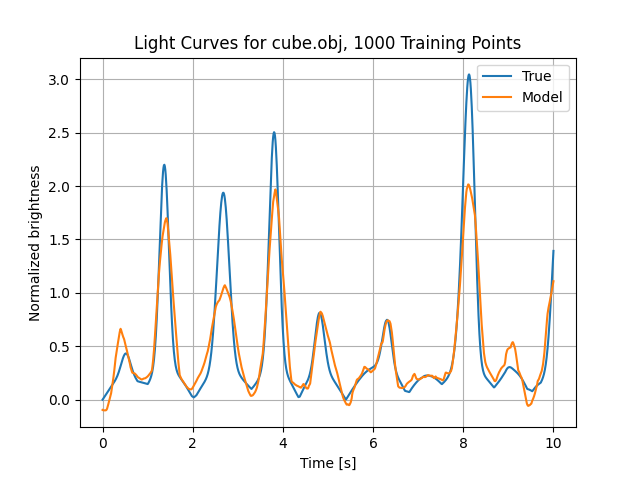 Light Curves for cube.obj, 1000 Training Points
True
Model
Normalized brightness
3.0
2.5
2.0
1.5
1.0
0.5
0.0
0 2 4 6 8 10
Time [s]